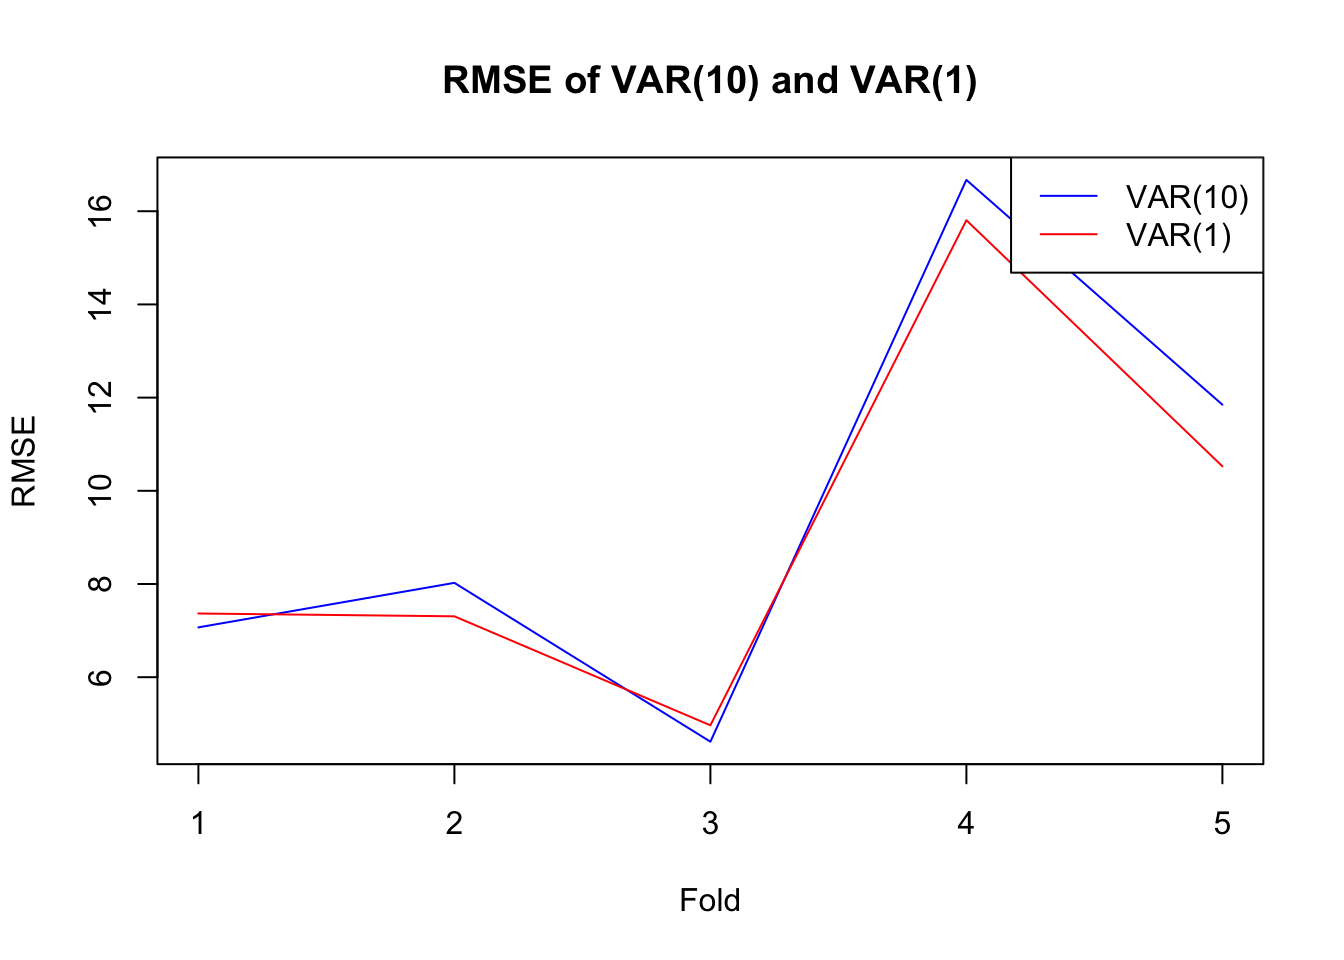 RMSE of VAR(10) and VAR(1)
VAR(10)
VAR(1)
RMSE
16
14
12
10
8
6
1 2 3 4 5
Fold